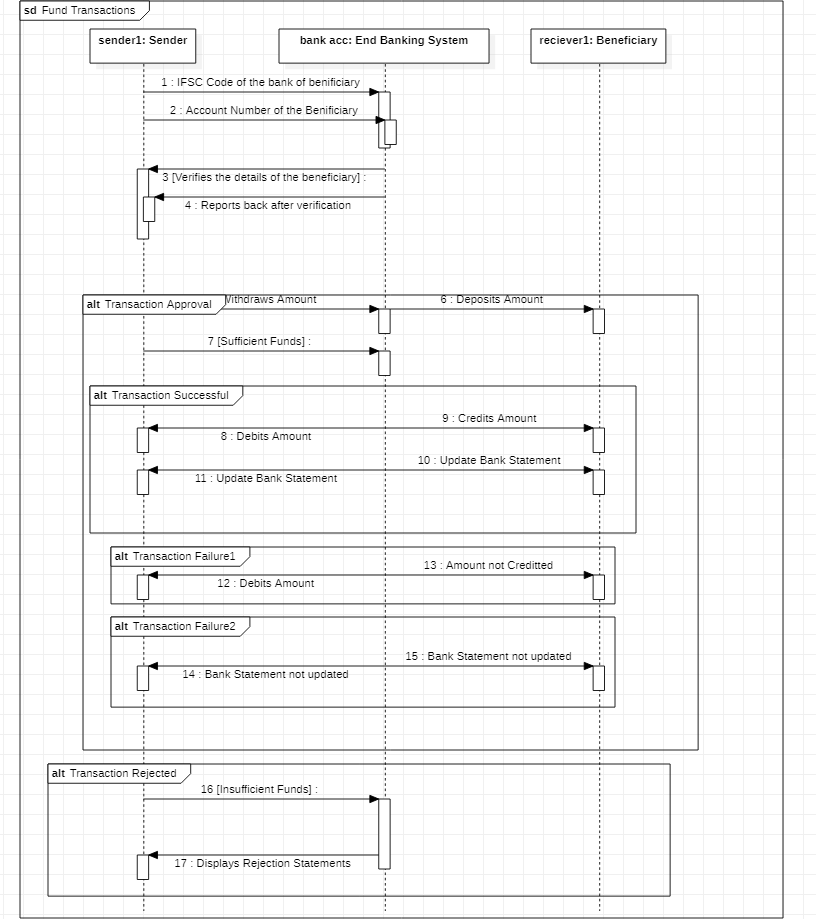 sd Fund Transactions
sender1: Sender
bank acc: End Banking System
reciever1: Beneficiary
1 : IFSC Code of the bank of benificiary
2 : Account Number of the Benificiary
3 [Verifies the details of the beneficiary] :
4 : Reports back after verification
alt Transaction Approval
Amount
6 : Deposits Amount
7 [Sufficient Funds] :
alt Transaction Successful
9 : Credits Amount
8 : Debits Amount
10 : Update Bank Statement
11 : Update Bank Statement
alt Transaction Failure1
13 : Amount not Creditted
12 : Debits Amount
alt Transaction Failure2
15 : Bank Statement not updated
14 : Bank Statement not updated
alt Transaction Rejected
16 [Insufficient Funds] :
17 : Displays Rejection Statements